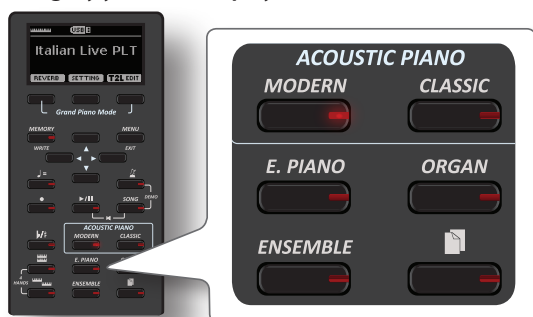 USB E
Italian Live PLT
REVERB SETTING T2L EDIT
Grand Piano Mode
MEMORY MENU
WRITE EXIT
DEMO
SONG
ACOUSTIC PIANO
MODERN CLASSIC
E. PIANO
4
HANDS
ENSEMBLE
ACOUSTIC PIANO
MODERN CLASSIC
E. PIANO ORGAN
ENSEMBLE